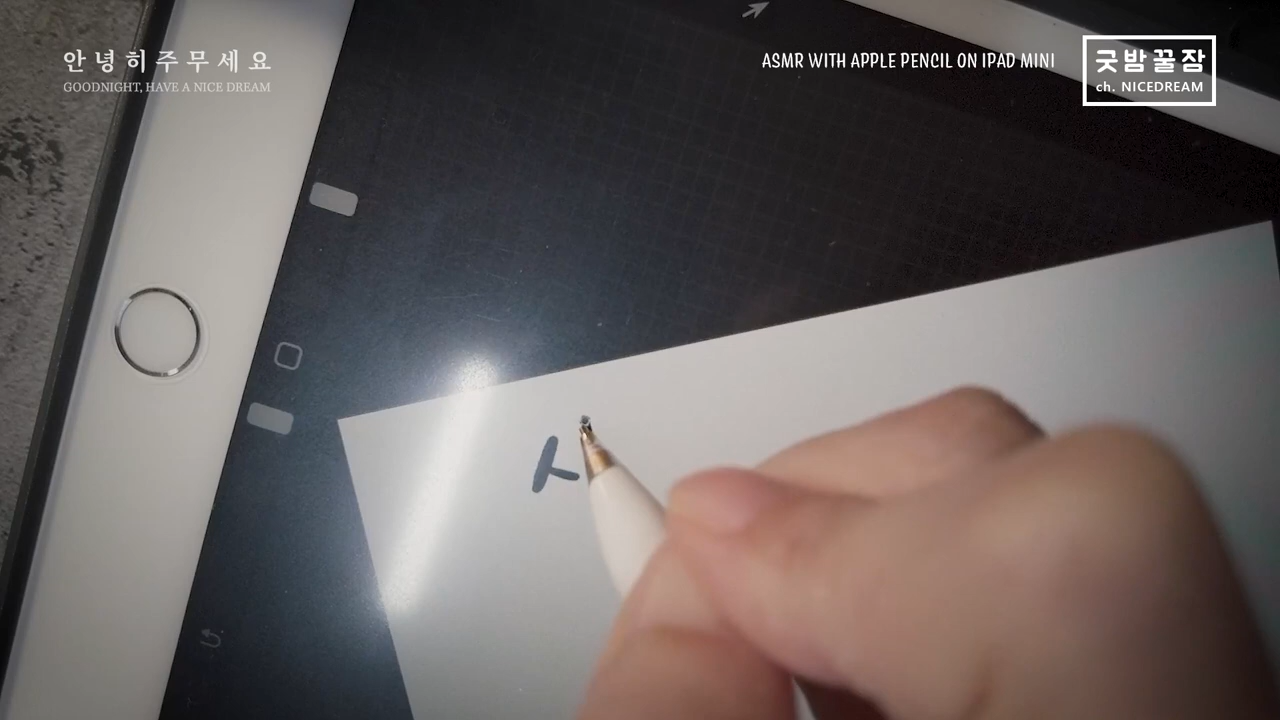 안녕히주무세요
GOODNIGHT, HAVE A NICE DREAM
ASMR WITH APPLE PENCIL ON IPAD MINI
굿밤꿀잠
ch. NICEDREAM